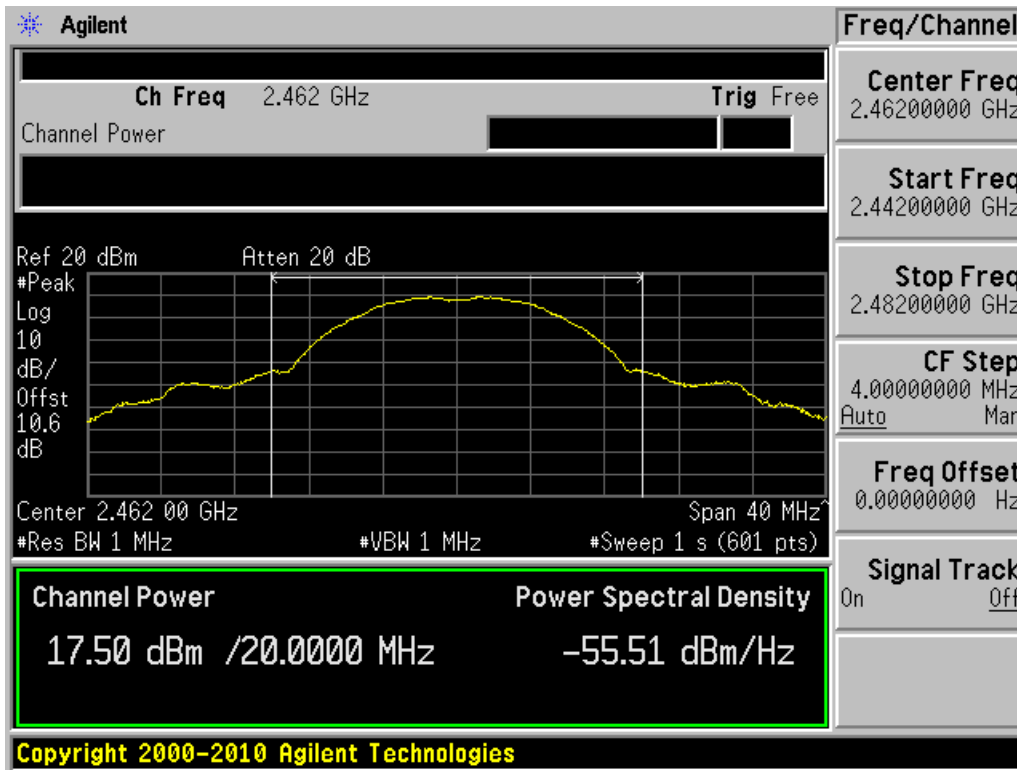 Agilent
Freq/Channel
Ch Freq 2.462 GHz Trig Free
Channel Power
Center Freq
2.46200000 GHz
Start Freq
2.44200000 GHz
Stop Freq
2.48200000 GHz
CF Step
4.00000000 MHz
Auto Man
Freq Offset
0.00000000 Hz
Signal Track
On Off
Ref 20 dBm Atten 20 dB
#Peak
Log
10
dB/
Offst
10.6
dB
Center 2.462 00 GHz Span 40 MHz^
#Res BW 1 MHz #VBW 1 MHz #Sweep 1 s (601 pts)
Channel Power Power Spectral Density
17.50 dBm /20.0000 MHz -55.51 dBm/Hz
Copyright 2000-2010 Agilent Technologies